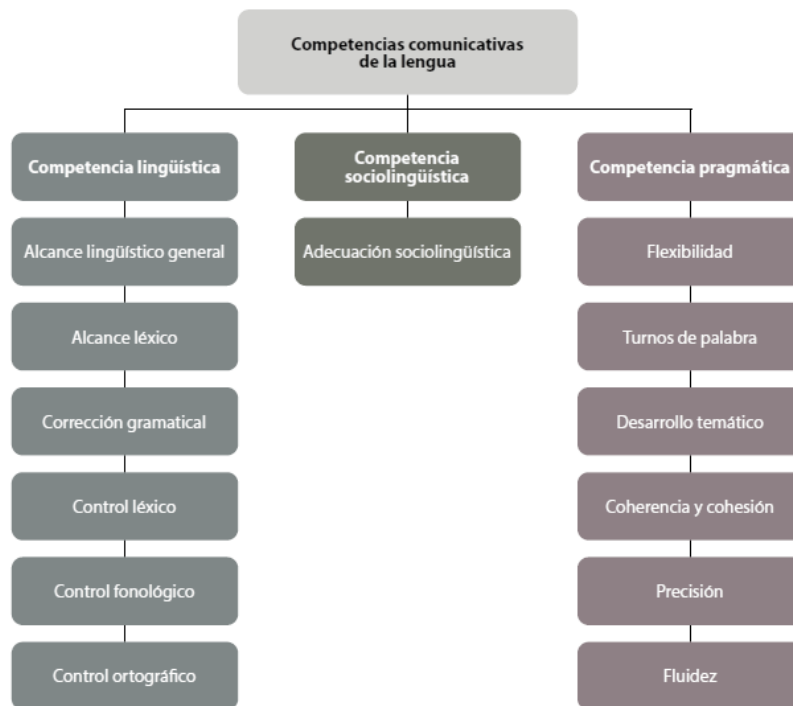 Competencias comunicativas
de la lengua
Competencia lingüística
Alcance lingüístico general
Alcance léxico
Corrección gramatical
Control léxico
Control fonológico
Control ortográfico
Competencia
sociolingüística
Adecuación sociolingüística
Competencia pragmática
Flexibilidad
Turnos de palabra
Desarrollo temático
Coherencia y cohesión
Precisión
Fluidez